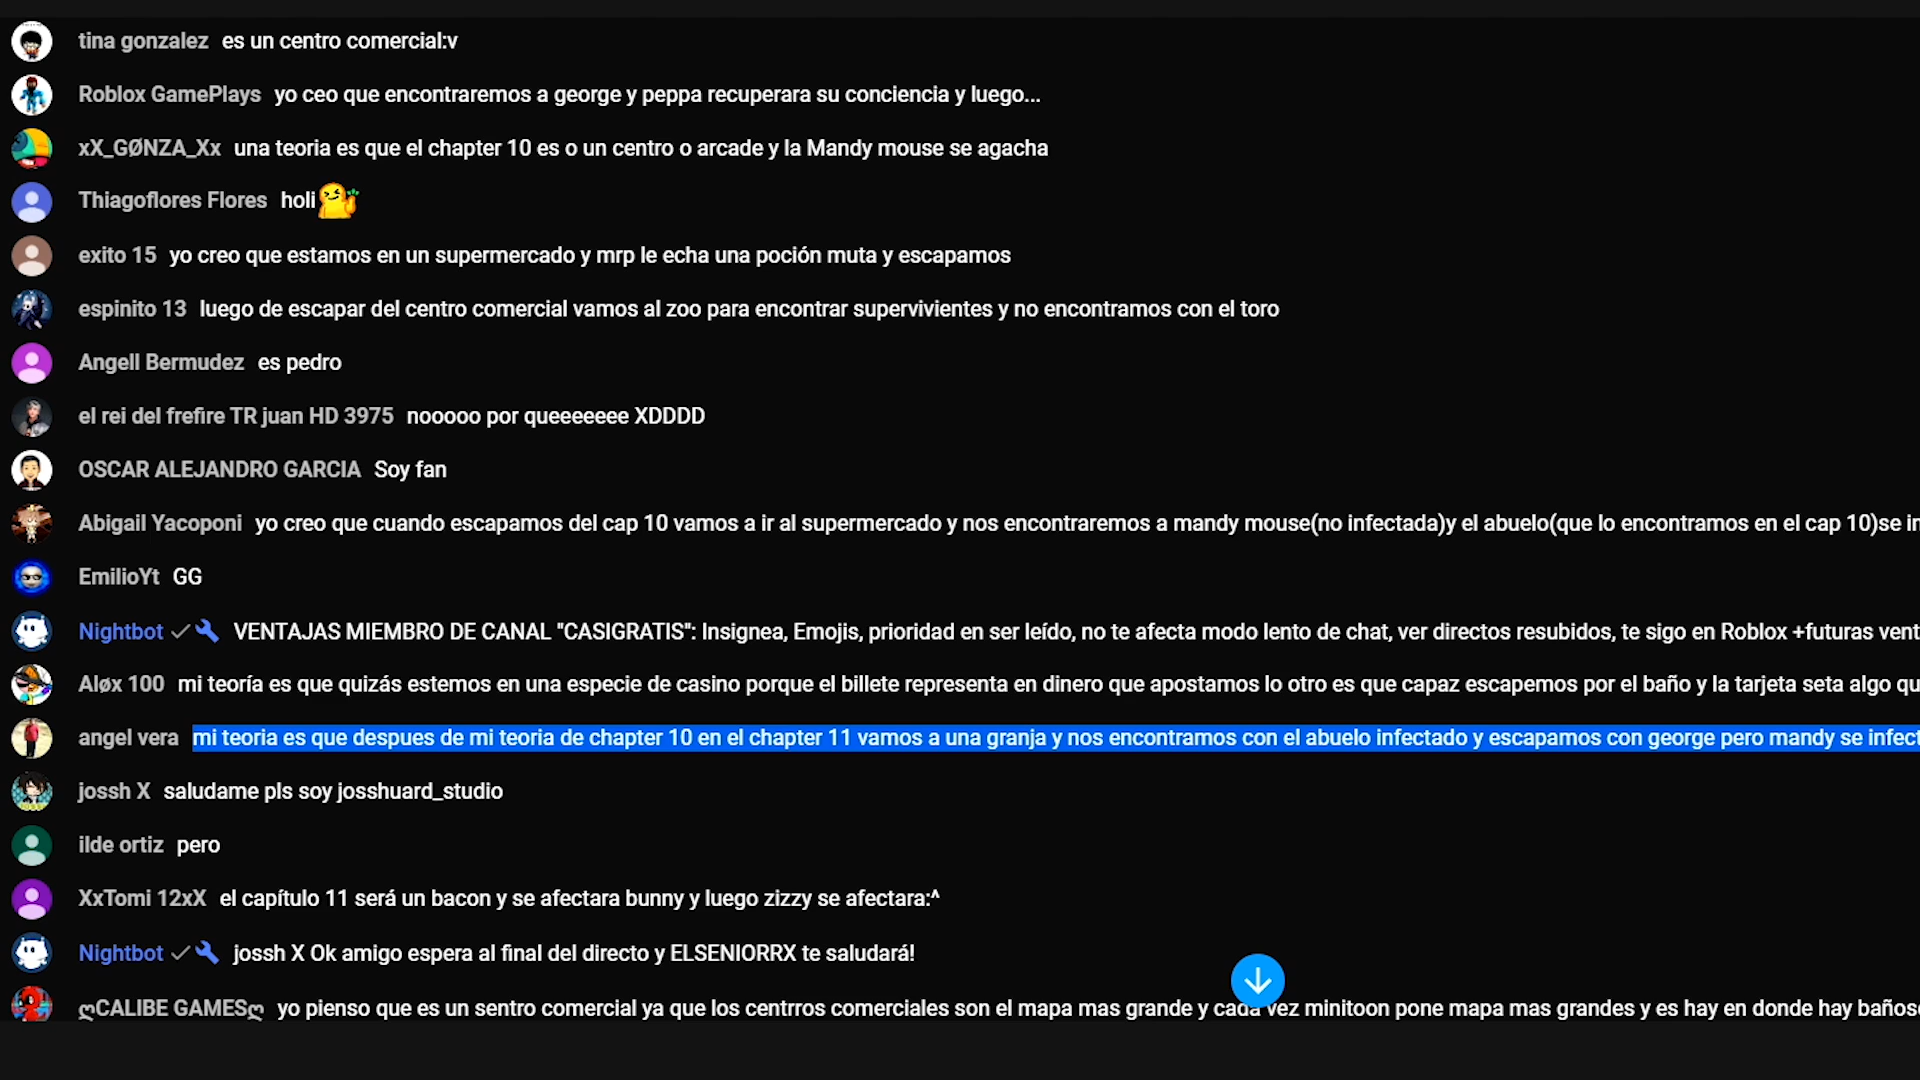 tina gonzalez es un centro comercial:v
Roblox GamePlays yo ceo que encontraremos a george y peppa recuperara su conciencia y luego...
xX_GØNZA_Xx una teoria es que el chapter 10 es o un centro o arcade y la Mandy mouse se agacha
Thiagoflores Flores holi
exito 15 yo creo que estamos en un supermercado y mrp le echa una poción muta y escapamos
espinito 13 luego de escapar del centro comercial vamos al zoo para encontrar supervivientes y no encontramos con el toro
Angell Bermudez es pedro
el rei del frefire TR juan HD 3975 nooooo por queeeeeee XDDDD
OSCAR ALEJANDRO GARCIA Soy fan
Abigail Yacoponi yo creo que cuando escapamos del cap 10 vamos a ir al supermercado y nos encontraremos a mandy mouse(no infectada)y el abuelo(que lo encontramos en el cap 10)se in
EmilioYt GG
Nightbot VENTAJAS MIEMBRO DE CANAL "CASIGRATIS": Insignea, Emojis, prioridad en ser leído, no te afecta modo lento de chat, ver directos resubidos, te sigo en Roblox +futuras vent
Aløx 100 mi teoría es que quizás estemos en una especie de casino porque el billete representa en dinero que apostamos lo otro es que capaz escapemos por el baño y la tarjeta seta algo qu
angel vera mi teoria es que despues de mi teoria de chapter 10 en el chapter 11 vamos a una granja y nos encontramos con el abuelo infectado y escapamos con george pero mandy se infect
jossh X saludame pls soy josshuard_studio
ilde ortiz pero
XxTomi 12xX el capítulo 11 será un bacon y se afectara bunny y luego zizzy se afectara:^
Nightbot jossh X Ok amigo espera al final del directo y ELSENIORRX te saludará!
ღCALIBE GAMESღ yo pienso que es un sentro comercial ya que los centrros comerciales son el mapa mas grande y cada vez minitoon pone mapa mas grandes y es hay en donde hay baños